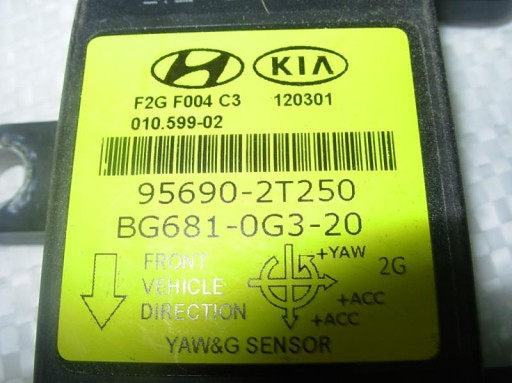 KIA
F2G F004 C3 120301
010.599-02
95690-2T250
BG681-0G3-20
FRONT
VEHICLE
DIRECTION
+YAW
2G
+ACC
+ACC
YAW&G SENSOR